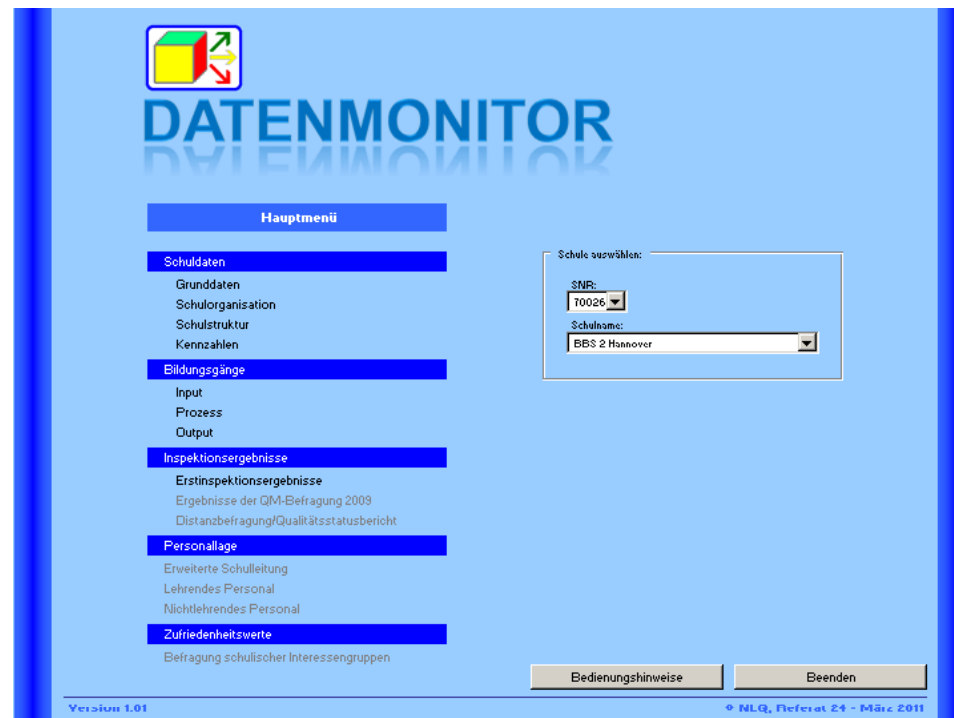 DATENMONITOR
Hauptmenü
Schuldaten
Grunddaten
Schulorganisation
Schulstruktur
Kennzahlen
Bildungsgänge
Input
Prozess
Output
Inspektionsergebnisse
Erstinspektionsergebnisse
Ergebnisse der QM-Befragung 2009
Distanzbefragung/Qualitätsstatusbericht
Personallage
Erweiterte Schulleitung
Lehrendes Personal
Nichtlehrendes Personal
Zufriedenheitswerte
Befragung schulischer Interessengruppen
Schule auswählen:
SNR:
70026
Schulname:
BBS 2 Hannover
Bedienungshinweise
Beenden
Version 1.01
© NLQ, Referat 24 - März 2011